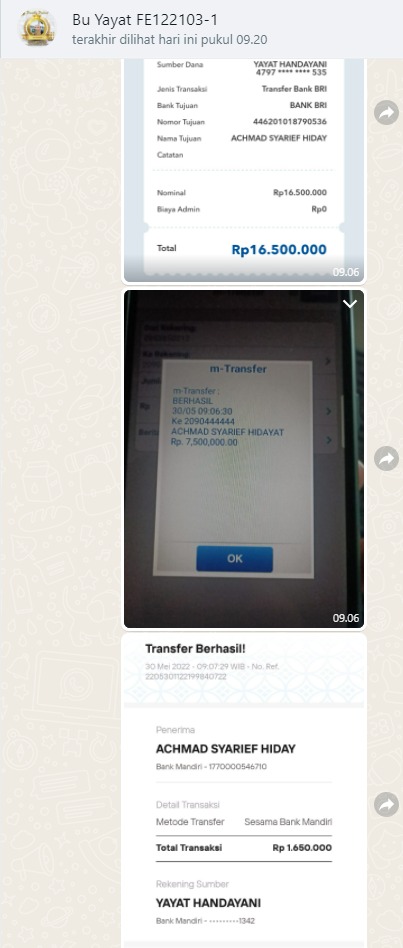 Bu Yayat FE122103-1
terakhir dilihat hari ini pukul 09.20
Sumber Dana YAYAT HANDAYANI
4797 **** **** 535
Jenis Transaksi Transfer Bank BRI
Bank Tujuan BANK BRI
Nomor Tujuan 446201018790536
Nama Tujuan ACHMAD SYARIEF HIDAY
Catatan
Nominal Rp16.500.000
Biaya Admin Rp0
Total Rp16.500.000
09.06
m-Transfer
m-Transfer :
BERHASIL
30/05 09:06:30
Ke 2090444444
ACHMAD SYARIEF HIDAYAT
Rp. 7,500,000.00
OK
09.06
Transfer Berhasil!
30 Mei 2022 - 09:07:29 WIB - No. Ref.
Penerima
ACHMAD SYARIEF HIDAY
Bank Mandiri - 1770000546710
Detail Transaksi
Metode Transfer Sesama Bank Mandiri
Total Transaksi Rp 1.650.000
Rekening Sumber
YAYAT HANDAYANI
Bank Mandiri - ---------1342